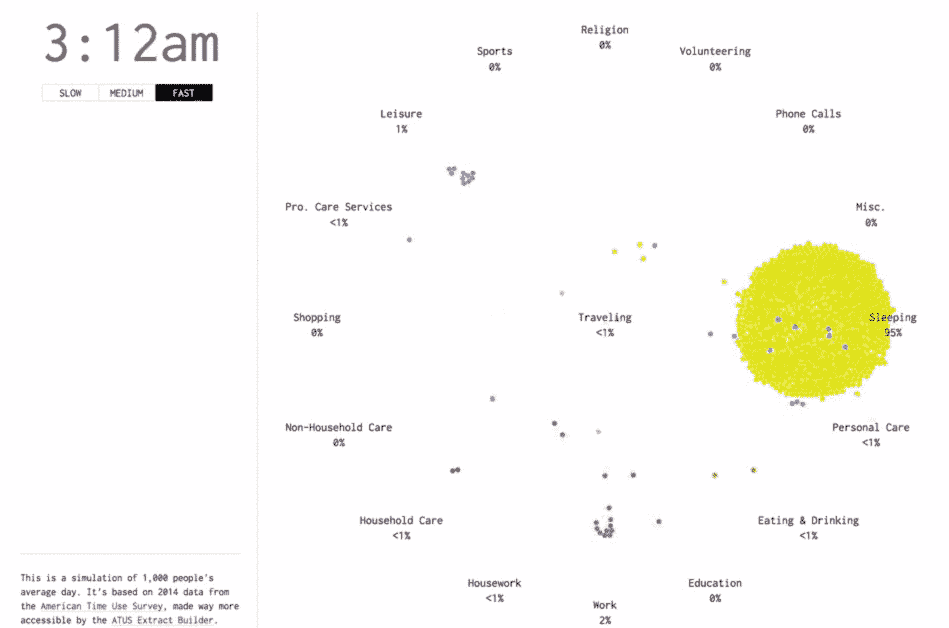 3:12am
SLOW
MEDIUM
FAST
Religion
0%
Sports
0%
Volunteering
0%
Leisure
1%
Phone Calls
0%
Pro. Care Services
<1%
Misc.
0%
Shopping
0%
Traveling
<1%
Sleeping
95%
Non-Household Care
0%
Personal Care
<1%
Household Care
<1%
Eating & Drinking
<1%
Housework
<1%
Education
0%
Work
2%
This is a simulation of 1,000 people's
average day. It's based on 2014 data from
the American Time Use Survey, made way more
accessible by the ATUS Extract Builder.